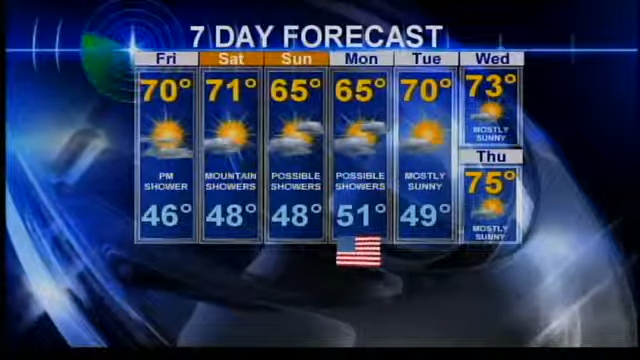 7 DAY FORECAST
Fri
70°
PM
SHOWER
46°
Sat
71°
MOUNTAIN
SHOWERS
48°
Sun
65°
POSSIBLE
SHOWERS
48°
Mon
65°
POSSIBLE
SHOWERS
51°
Tue
70°
MOSTLY
SUNNY
49°
Wed
73°
MOSTLY
SUNNY
Thu
75°
MOSTLY
SUNNY